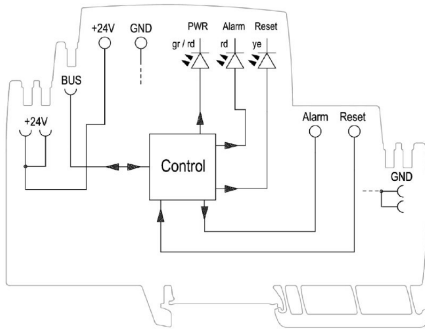 PWR Alarm Reset
+24V GND
gr / rd rd ye
BUS
+24V
Alarm Reset
Control
GND